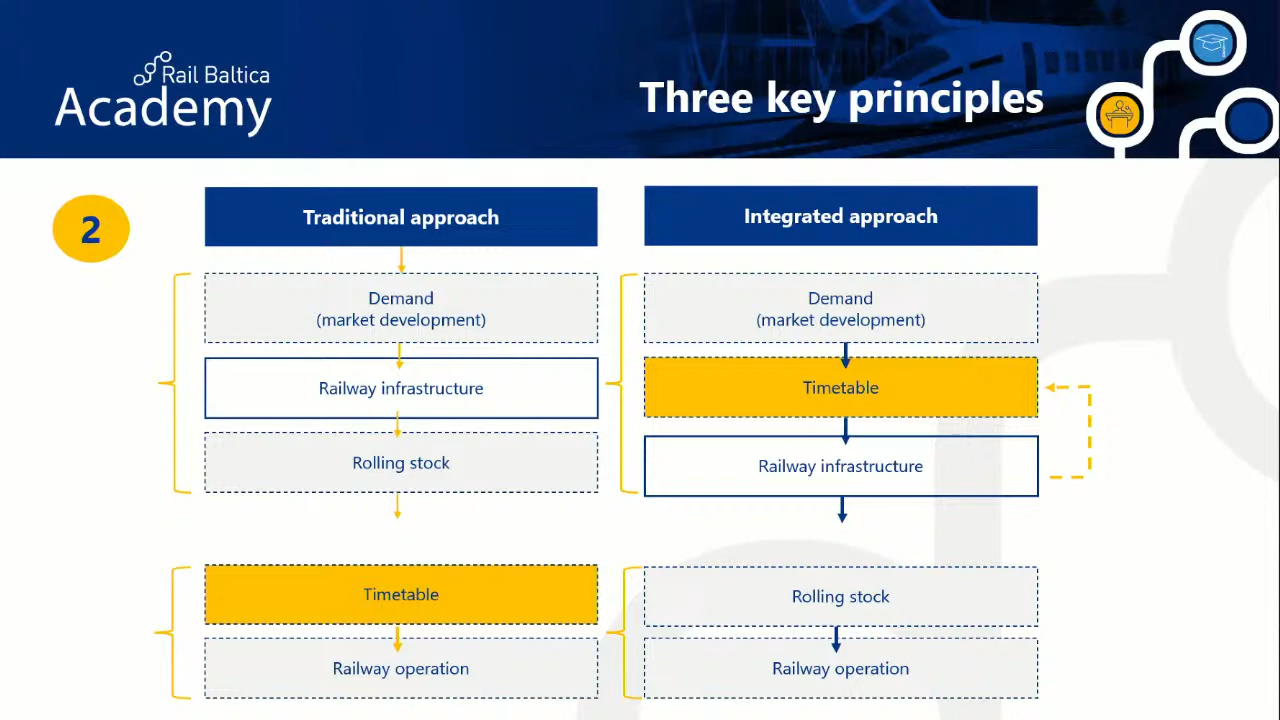 Rail Baltica
Academy
Three key principles
2
Traditional approach
Demand
(market development)
Railway infrastructure
Rolling stock
Timetable
Railway operation
Integrated approach
Demand
(market development)
Timetable
Railway infrastructure
Rolling stock
Railway operation